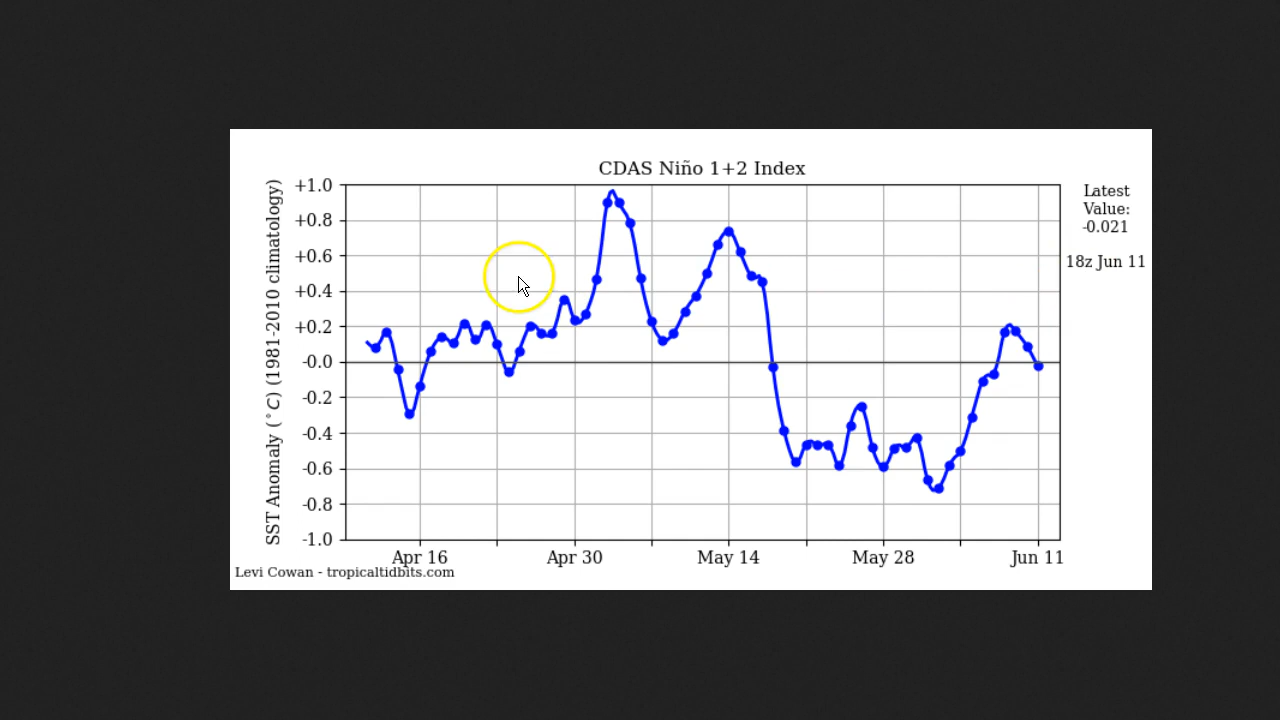 CDAS Niño 1+2 Index
SST Anomaly (°C) (1981-2010 climatology)
+1.0
+0.8
+0.6
+0.4
+0.2
-0.0
-0.2
-0.4
-0.6
-0.8
-1.0
Apr 16
Apr 30
May 14
May 28
Jun 11
Latest
Value:
-0.021
18z Jun 11
Levi Cowan - tropicaltidbits.com